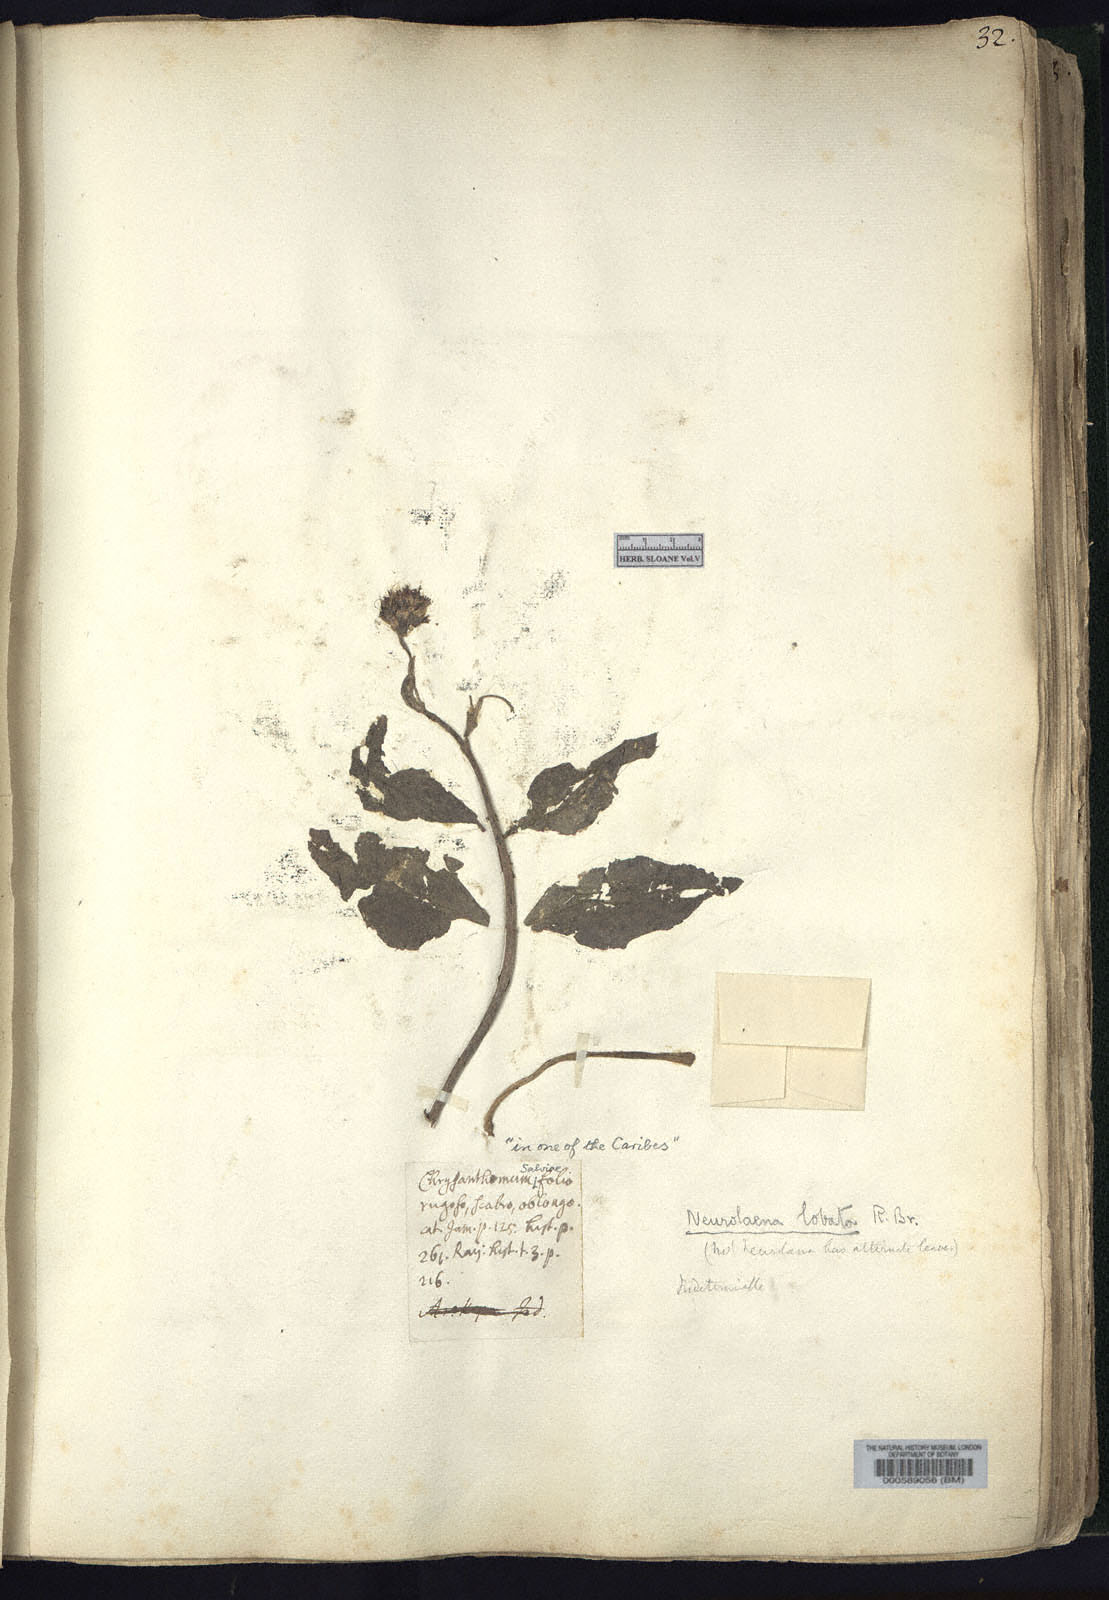 32.
HERB. SLOANE Vol.V
"in one of the Caribes"
Chrysanthemum Salviae folio
rugoso, scabro, oblongo.
cat. Jam. p. 125. hist. p.
261. Raij. hist. t. 3. p.
216.
Neurolaena lobata R. Br.
(not Neurolaena has alternate leaves)
Indeterminable
THE NATURAL HISTORY MUSEUM, LONDON
DEPARTMENT OF BOTANY
000589056 (BM)